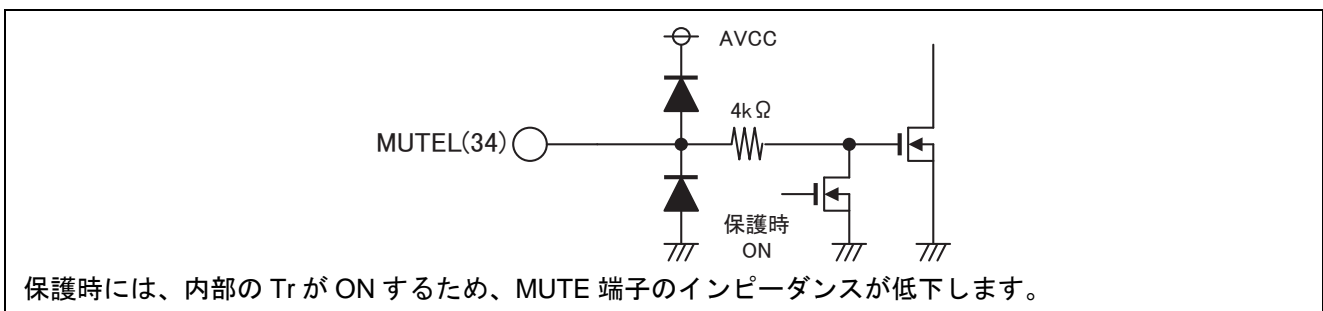 AVCC
4kΩ
MUTEL(34)
保護時
ON
保護時には、内部の Tr が ON するため、MUTE 端子のインピーダンスが低下します。